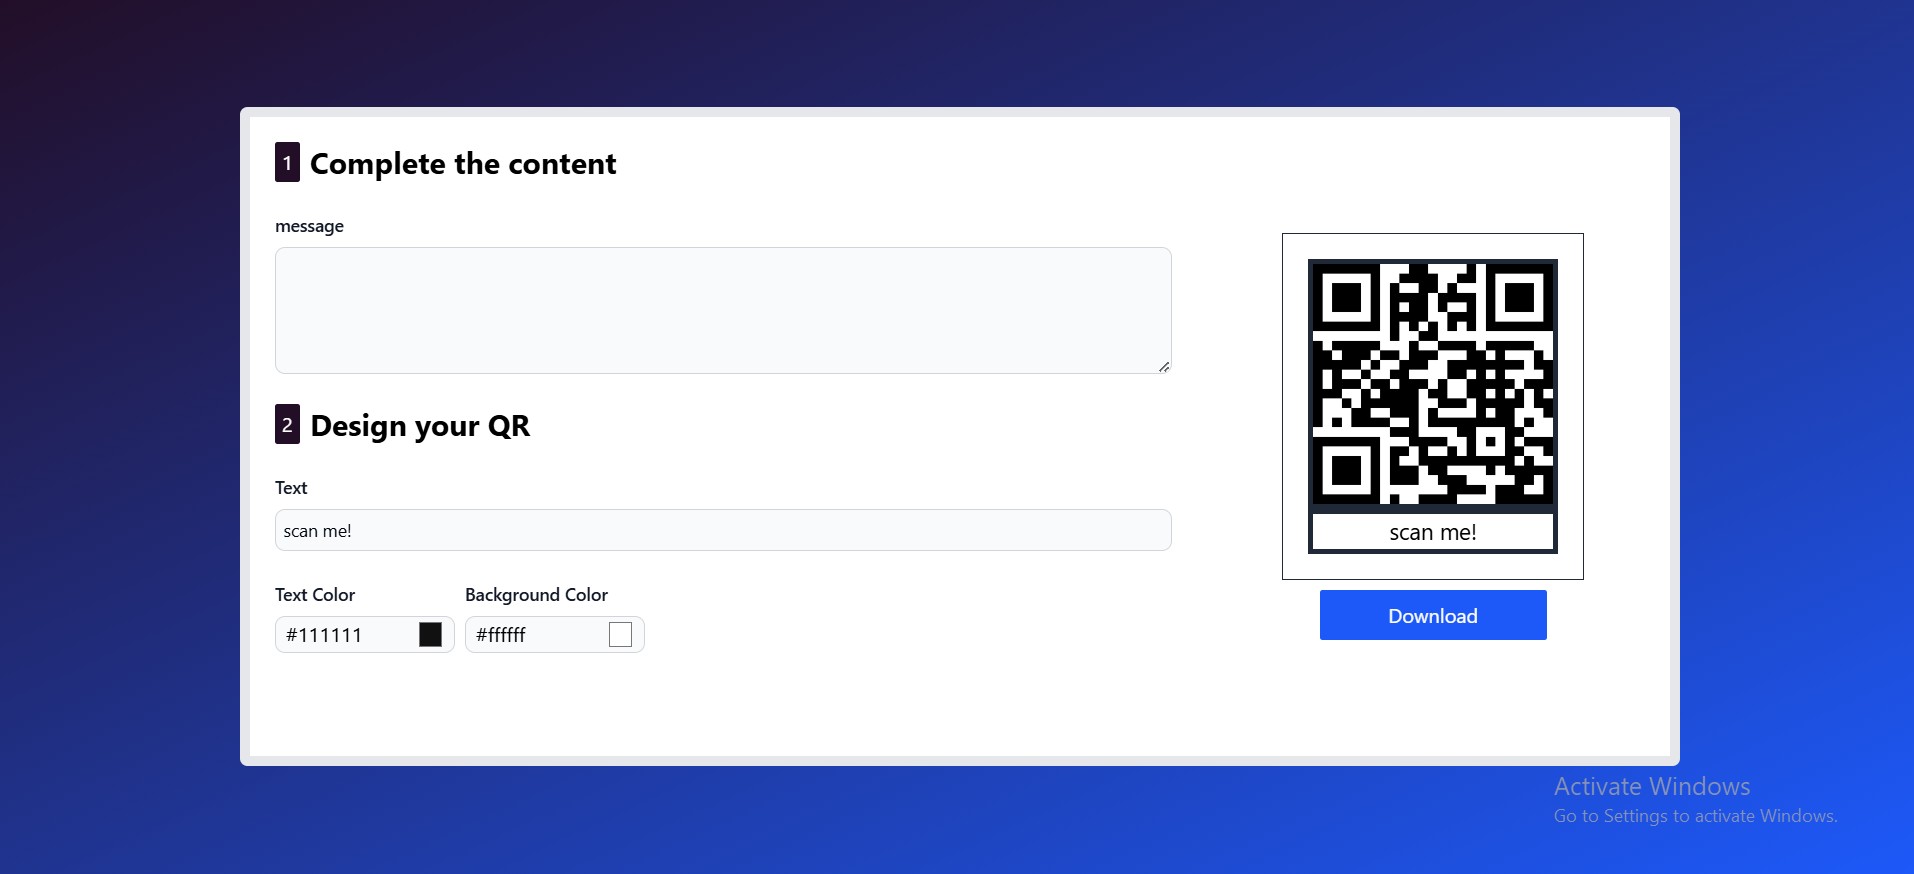 1 Complete the content
message
2 Design your QR
Text
scan me!
Text Color
Background Color
#111111
#ffffff
scan me!
Download
Activate Windows
Go to Settings to activate Windows.